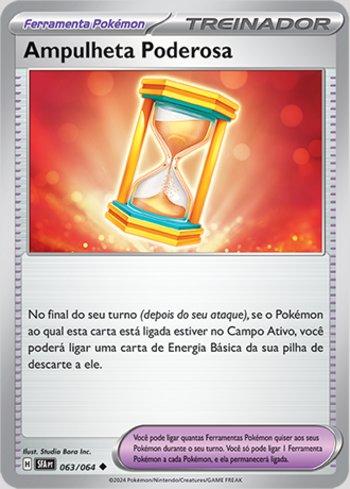 Ferramenta Pokémon
TREINADOR
Ampulheta Poderosa
No final do seu turno (depois do seu ataque), se o Pokémon
ao qual esta carta está ligada estiver no Campo Ativo, você
poderá ligar uma carta de Energia Básica da sua pilha de
descarte a ele.
Ilust. Studio Bora Inc.
H SFA PT 063/064
Você pode ligar quantas Ferramentas Pokémon quiser aos seus
Pokémon durante o seu turno. Você só pode ligar 1 Ferramenta
Pokémon a cada Pokémon, e ela permanecerá ligada.
©2024 Pokémon/Nintendo/Creatures/GAME FREAK